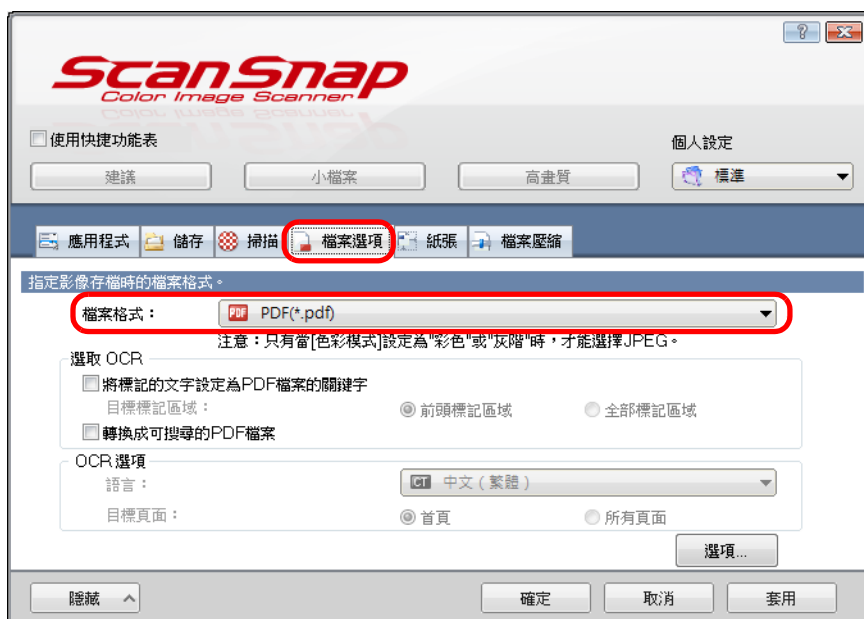 ?
ScanSnap
Color Image Scanner
使用快捷功能表
個人設定
建議 小檔案 高畫質 標準
應用程式 儲存 掃描 檔案選項 紙張 檔案壓縮
指定影像存檔時的檔案格式。
檔案格式： PDF PDF(*.pdf)
注意：只有當[色彩模式]設定為"彩色"或"灰階"時，才能選擇JPEG。
選取 OCR
將標記的文字設定為PDF檔案的關鍵字
目標標記區域： 前頭標記區域 全部標記區域
轉換成可搜尋的PDF檔案
OCR 選項
語言： CT 中文（繁體）
目標頁面： 首頁 所有頁面
選項...
隱藏 確定 取消 套用